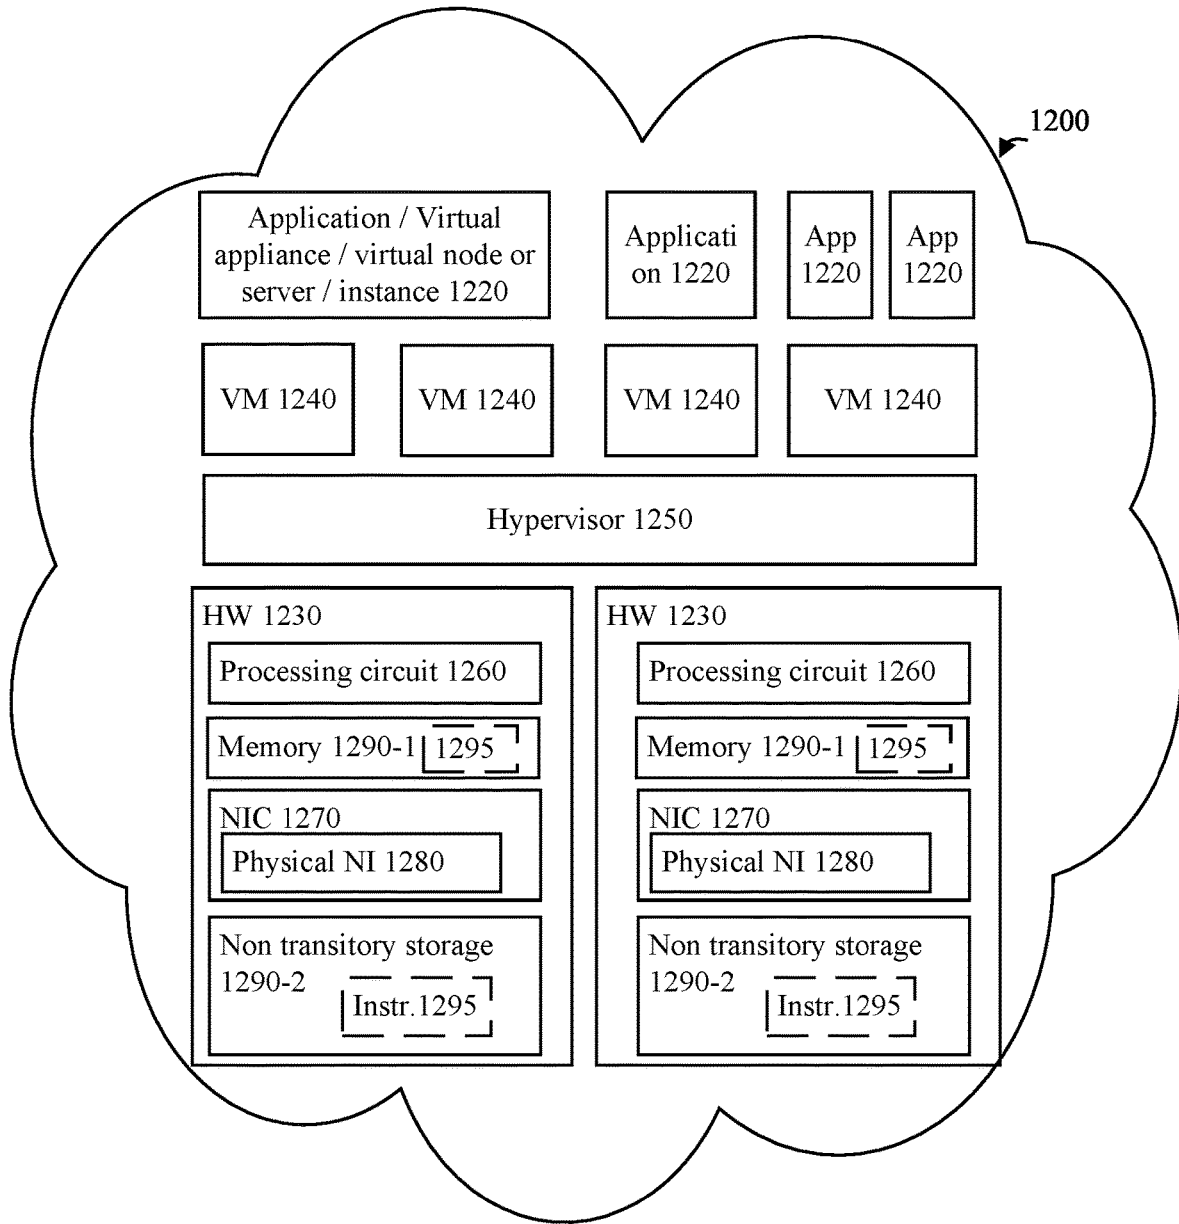 1200
Application / Virtual
appliance / virtual node or
server / instance 1220
Applicati
on 1220
App
1220
App
1220
VM 1240
VM 1240
VM 1240
VM 1240
Hypervisor 1250
HW 1230
Processing circuit 1260
Memory 1290-1
1295
NIC 1270
Physical NI 1280
Non transitory storage
1290-2
Instr.1295
HW 1230
Processing circuit 1260
Memory 1290-1
1295
NIC 1270
Physical NI 1280
Non transitory storage
1290-2
Instr.1295